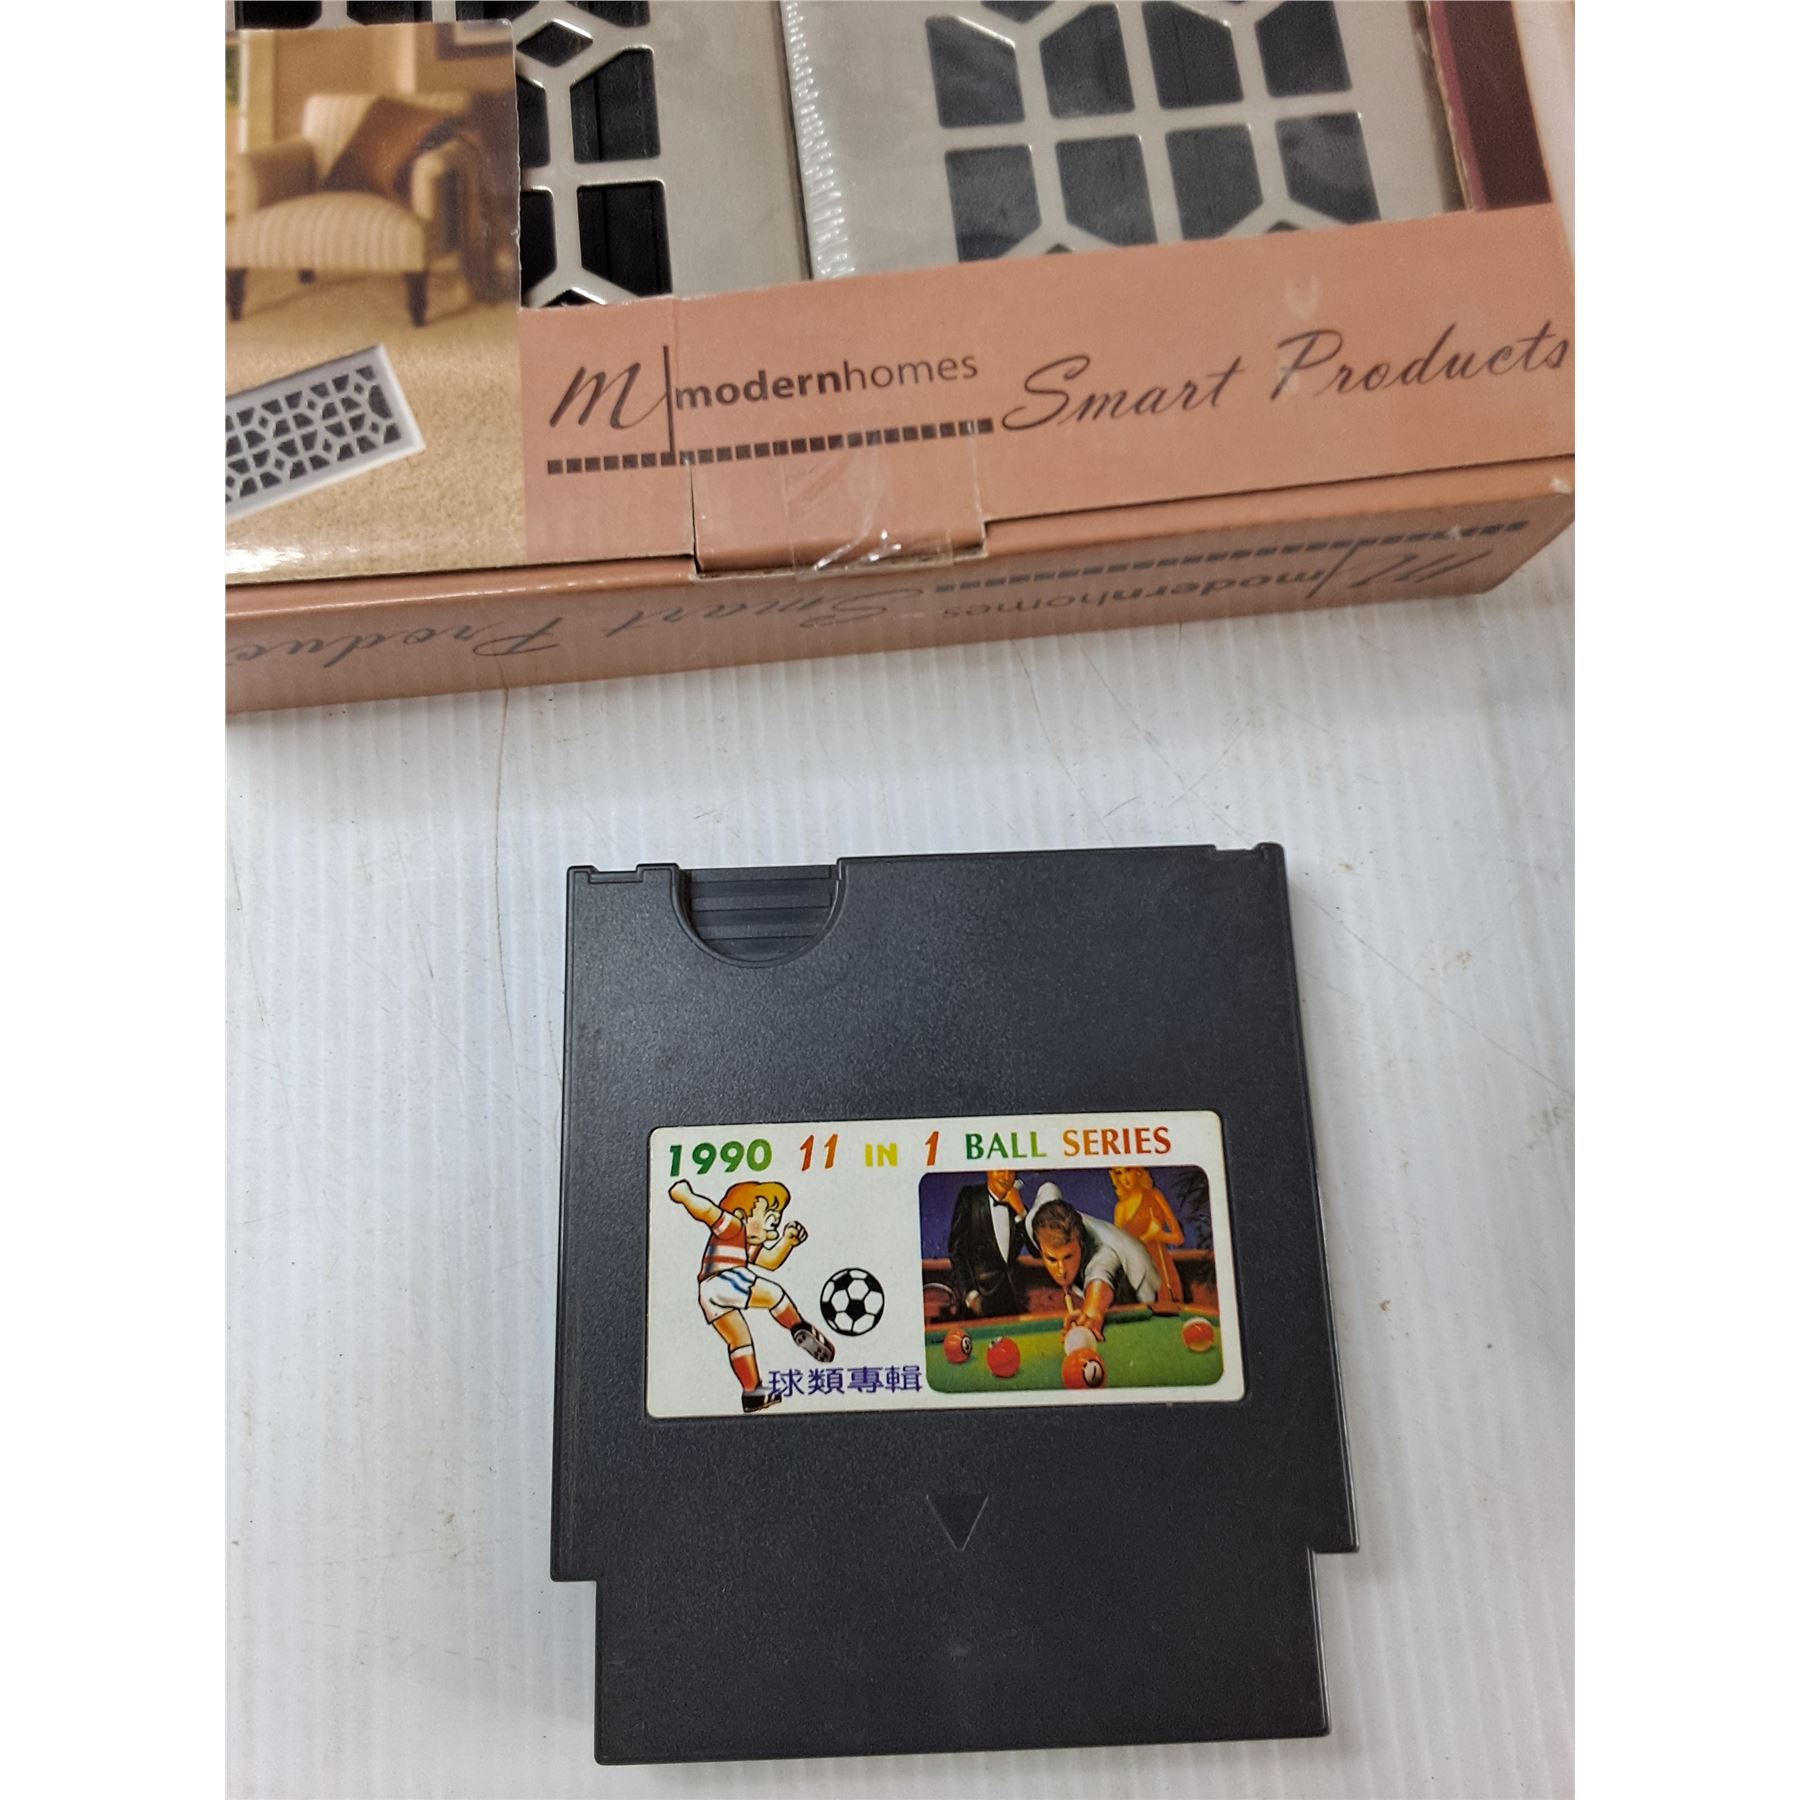 m modernhomes Smart Products
modernhomes Smart Produc
1990 11 IN 1 BALL SERIES
球類專輯